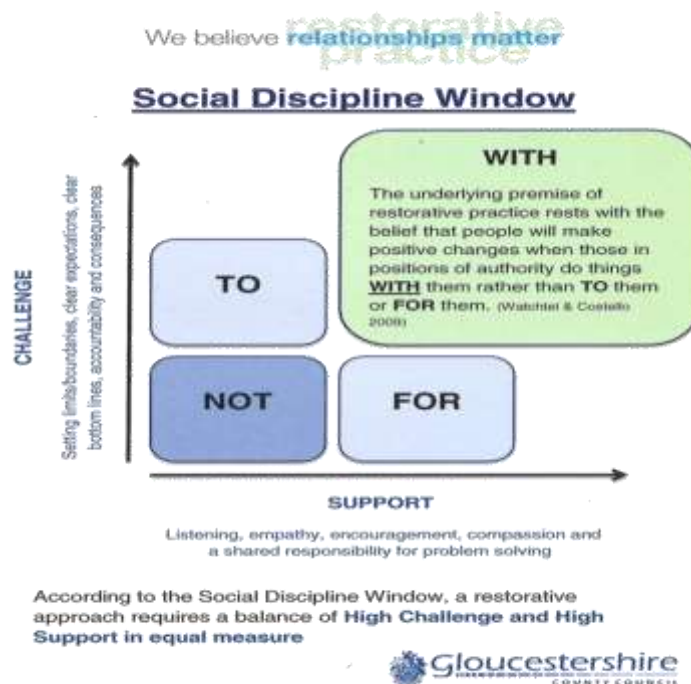 We believe relationships matter
restorative
practice
Social Discipline Window
CHALLENGE
Setting limits/boundaries, clear expectations, clear
bottom lines, accountability and consequences
WITH
The underlying premise of
restorative practice rests with the
belief that people will make
positive changes when those in
positions of authority do things
WITH them rather than TO them
or FOR them. (Watchtel & Costello
2009)
TO
NOT
FOR
SUPPORT
Listening, empathy, encouragement, compassion and
a shared responsibility for problem solving
According to the Social Discipline Window, a restorative
approach requires a balance of High Challenge and High
Support in equal measure
Gloucestershire
COUNTY COUNCIL